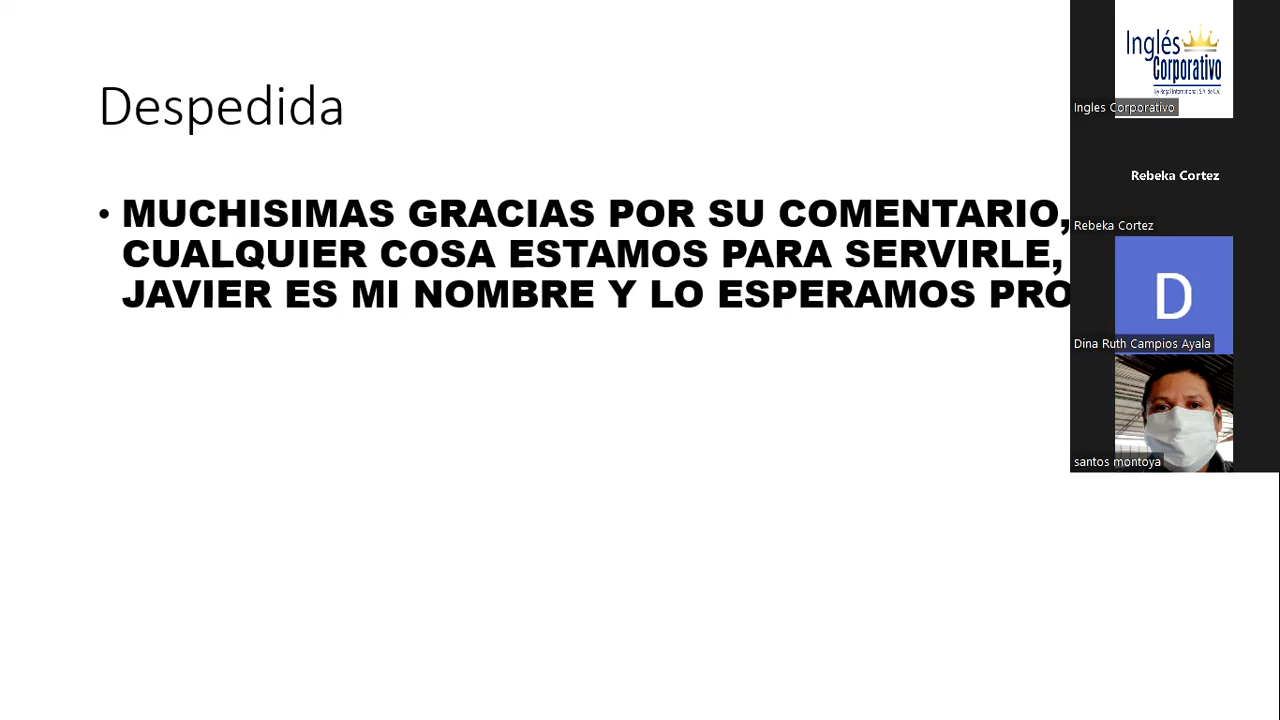 Despedida
• MUCHISIMAS GRACIAS POR SU COMENTARIO,
CUALQUIER COSA ESTAMOS PARA SERVIRLE,
JAVIER ES MI NOMBRE Y LO ESPERAMOS PRO
Inglés
Corporativo
Ingles Corporativo
Rebeka Cortez
Rebeka Cortez
D
Dina Ruth Campios Ayala
santos montoya